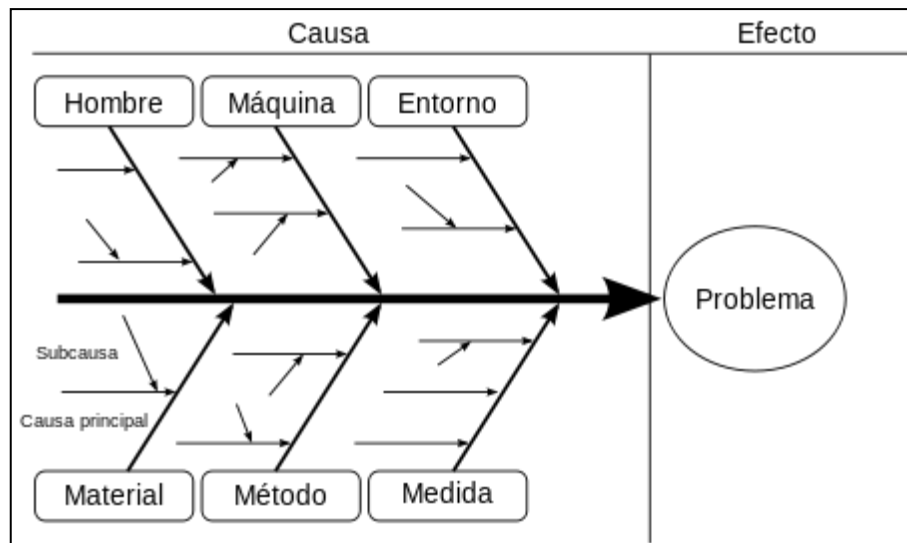 Causa
Efecto
Hombre
Máquina
Entorno
Problema
Subcausa
Causa principal
Material
Método
Medida